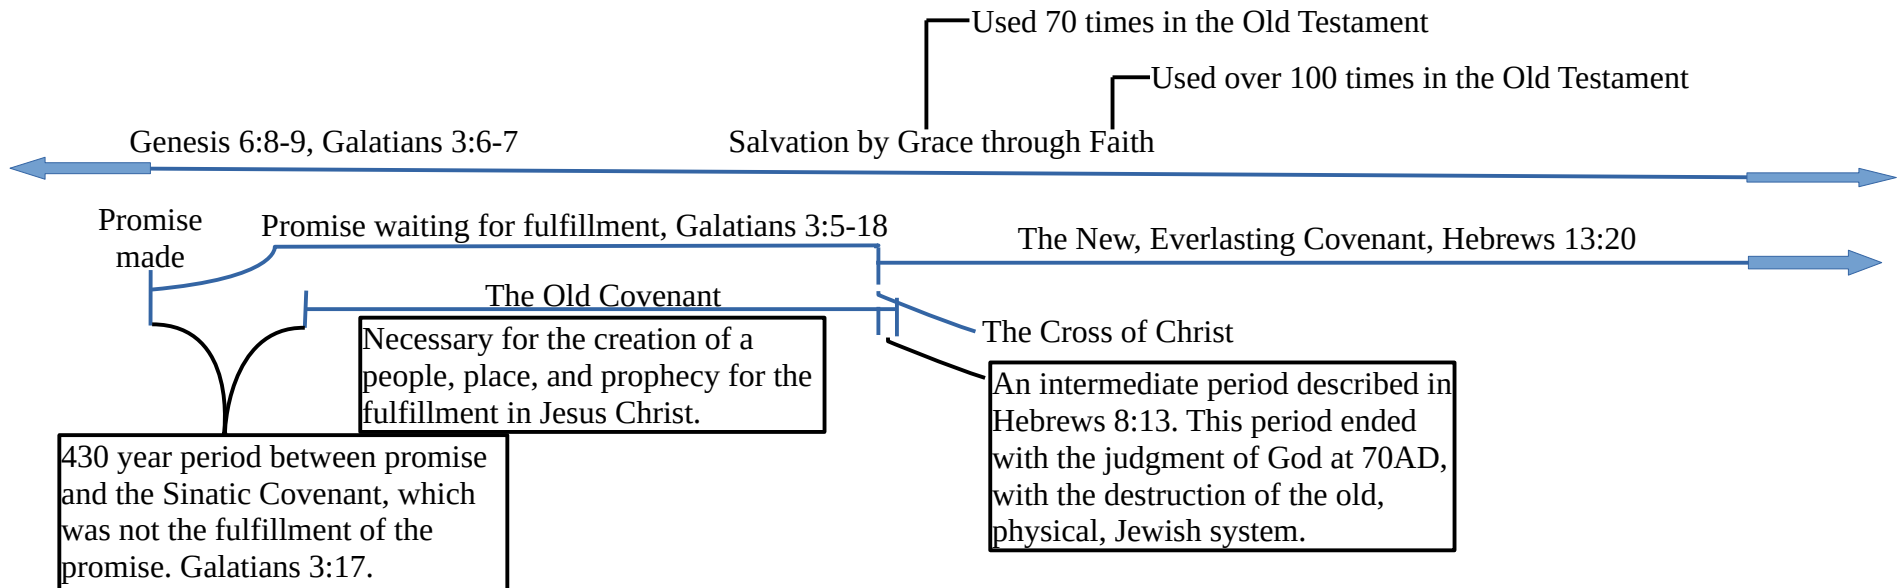 Used 70 times in the Old Testament
Used over 100 times in the Old Testament
Genesis 6:8-9, Galatians 3:6-7
Salvation by Grace through Faith
Promise
made
Promise waiting for fulfillment, Galatians 3:5-18
The New, Everlasting Covenant, Hebrews 13:20
The Old Covenant
Necessary for the creation of a
people, place, and prophecy for the
fulfillment in Jesus Christ.
The Cross of Christ
An intermediate period described in
Hebrews 8:13. This period ended
with the judgment of God at 70AD,
with the destruction of the old,
physical, Jewish system.
430 year period between promise
and the Sinatic Covenant, which
was not the fulfillment of the
promise. Galatians 3:17.